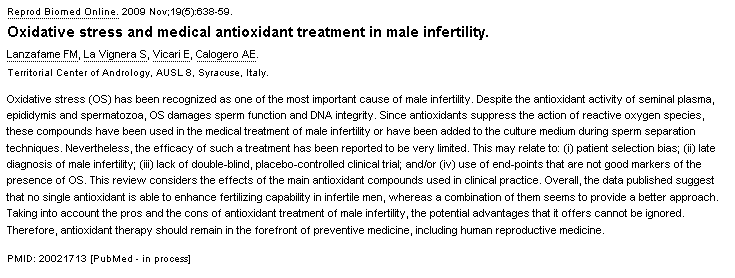 Reprod Biomed Online. 2009 Nov;19(5):638-59.
Oxidative stress and medical antioxidant treatment in male infertility.
Lanzafame FM, La Vignera S, Vicari E, Calogero AE.
Territorial Center of Andrology, AUSL 8, Syracuse, Italy.
Oxidative stress (OS) has been recognized as one of the most important cause of male infertility. Despite the antioxidant activity of seminal plasma,
epididymis and spermatozoa, OS damages sperm function and DNA integrity. Since antioxidants suppress the action of reactive oxygen species,
these compounds have been used in the medical treatment of male infertility or have been added to the culture medium during sperm separation
techniques. Nevertheless, the efficacy of such a treatment has been reported to be very limited. This may relate to: (i) patient selection bias; (ii) late
diagnosis of male infertility; (iii) lack of double-blind, placebo-controlled clinical trial; and/or (iv) use of end-points that are not good markers of the
presence of OS. This review considers the effects of the main antioxidant compounds used in clinical practice. Overall, the data published suggest
that no single antioxidant is able to enhance fertilizing capability in infertile men, whereas a combination of them seems to provide a better approach.
Taking into account the pros and the cons of antioxidant treatment of male infertility, the potential advantages that it offers cannot be ignored.
Therefore, antioxidant therapy should remain in the forefront of preventive medicine, including human reproductive medicine.
PMID: 20021713 [PubMed - in process]